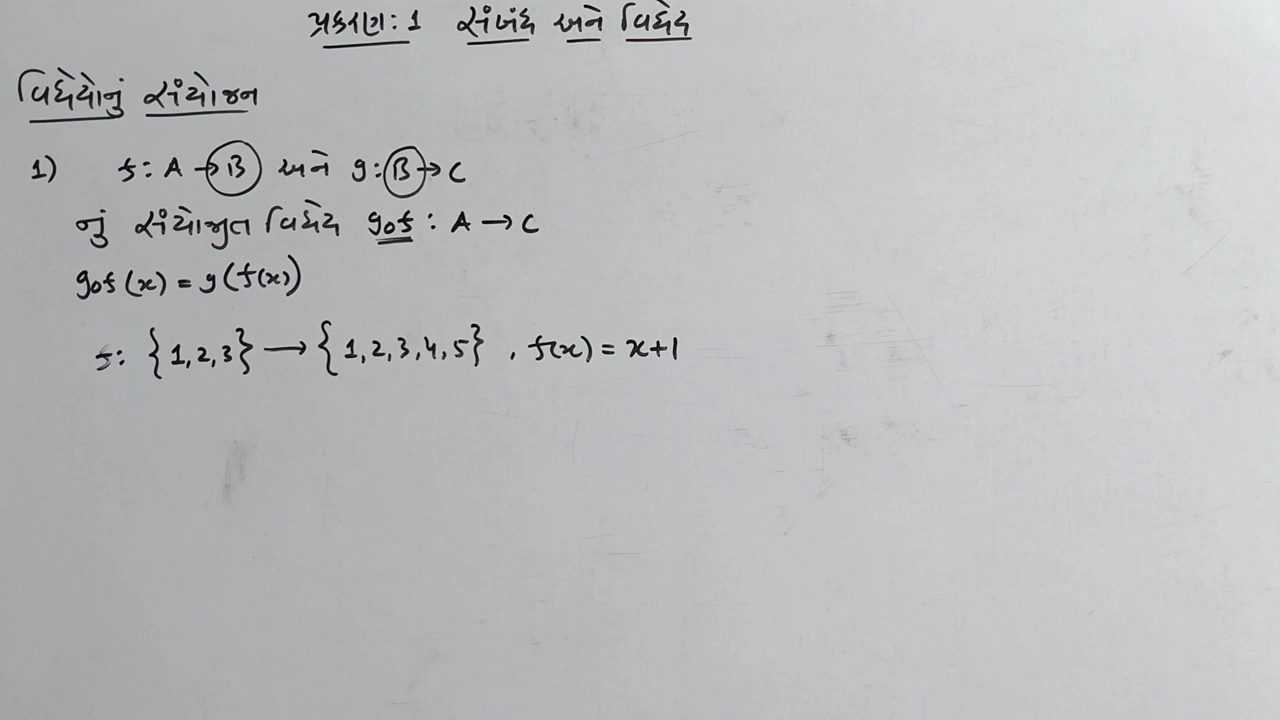 પ્રકરણ: 1 સંબંધ અને વિધેય
વિધેયોનું સંયોજન
1) f: A → B અને g: B → C
નું સંયોજીત વિધેય gof : A → C
gof (x) = g (f(x))
f: {1, 2, 3} → {1, 2, 3, 4, 5} , f(x) = x+1